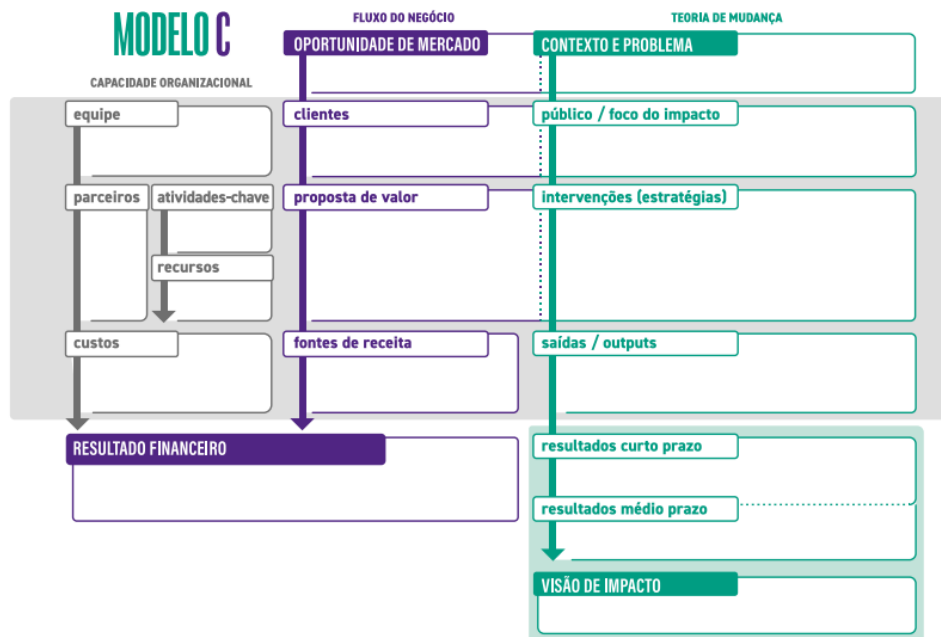 MODELO C
FLUXO DO NEGÓCIO
TEORIA DE MUDANÇA
OPORTUNIDADE DE MERCADO
CONTEXTO E PROBLEMA
CAPACIDADE ORGANIZACIONAL
equipe
clientes
público / foco do impacto
parceiros
atividades-chave
proposta de valor
intervenções (estratégias)
recursos
custos
fontes de receita
saídas / outputs
RESULTADO FINANCEIRO
resultados curto prazo
resultados médio prazo
VISÃO DE IMPACTO